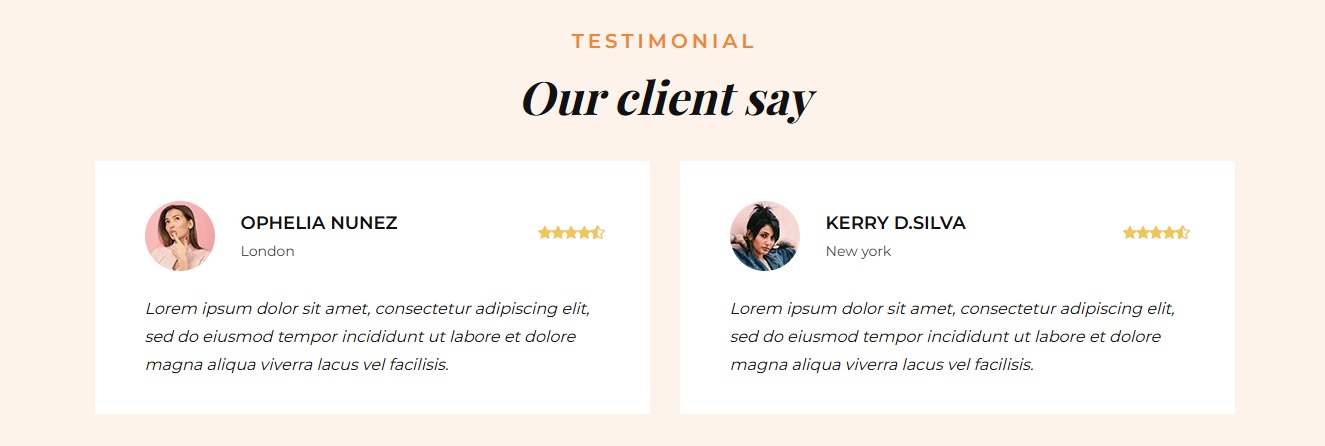 TESTIMONIAL
Our client say
OPHELIA NUNEZ
London
Lorem ipsum dolor sit amet, consectetur adipiscing elit,
sed do eiusmod tempor incididunt ut labore et dolore
magna aliqua viverra lacus vel facilisis.
KERRY D.SILVA
New york
Lorem ipsum dolor sit amet, consectetur adipiscing elit,
sed do eiusmod tempor incididunt ut labore et dolore
magna aliqua viverra lacus vel facilisis.